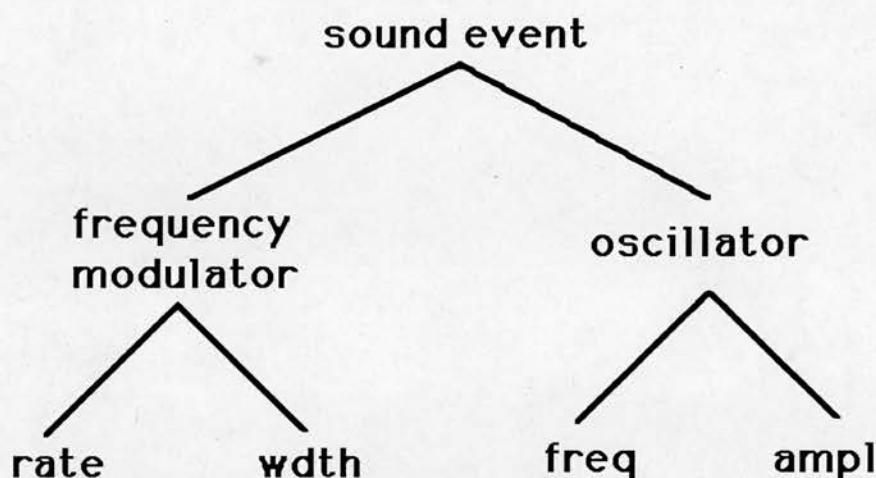 sound event
frequency
modulator
oscillator
rate
wdth
freq
ampl